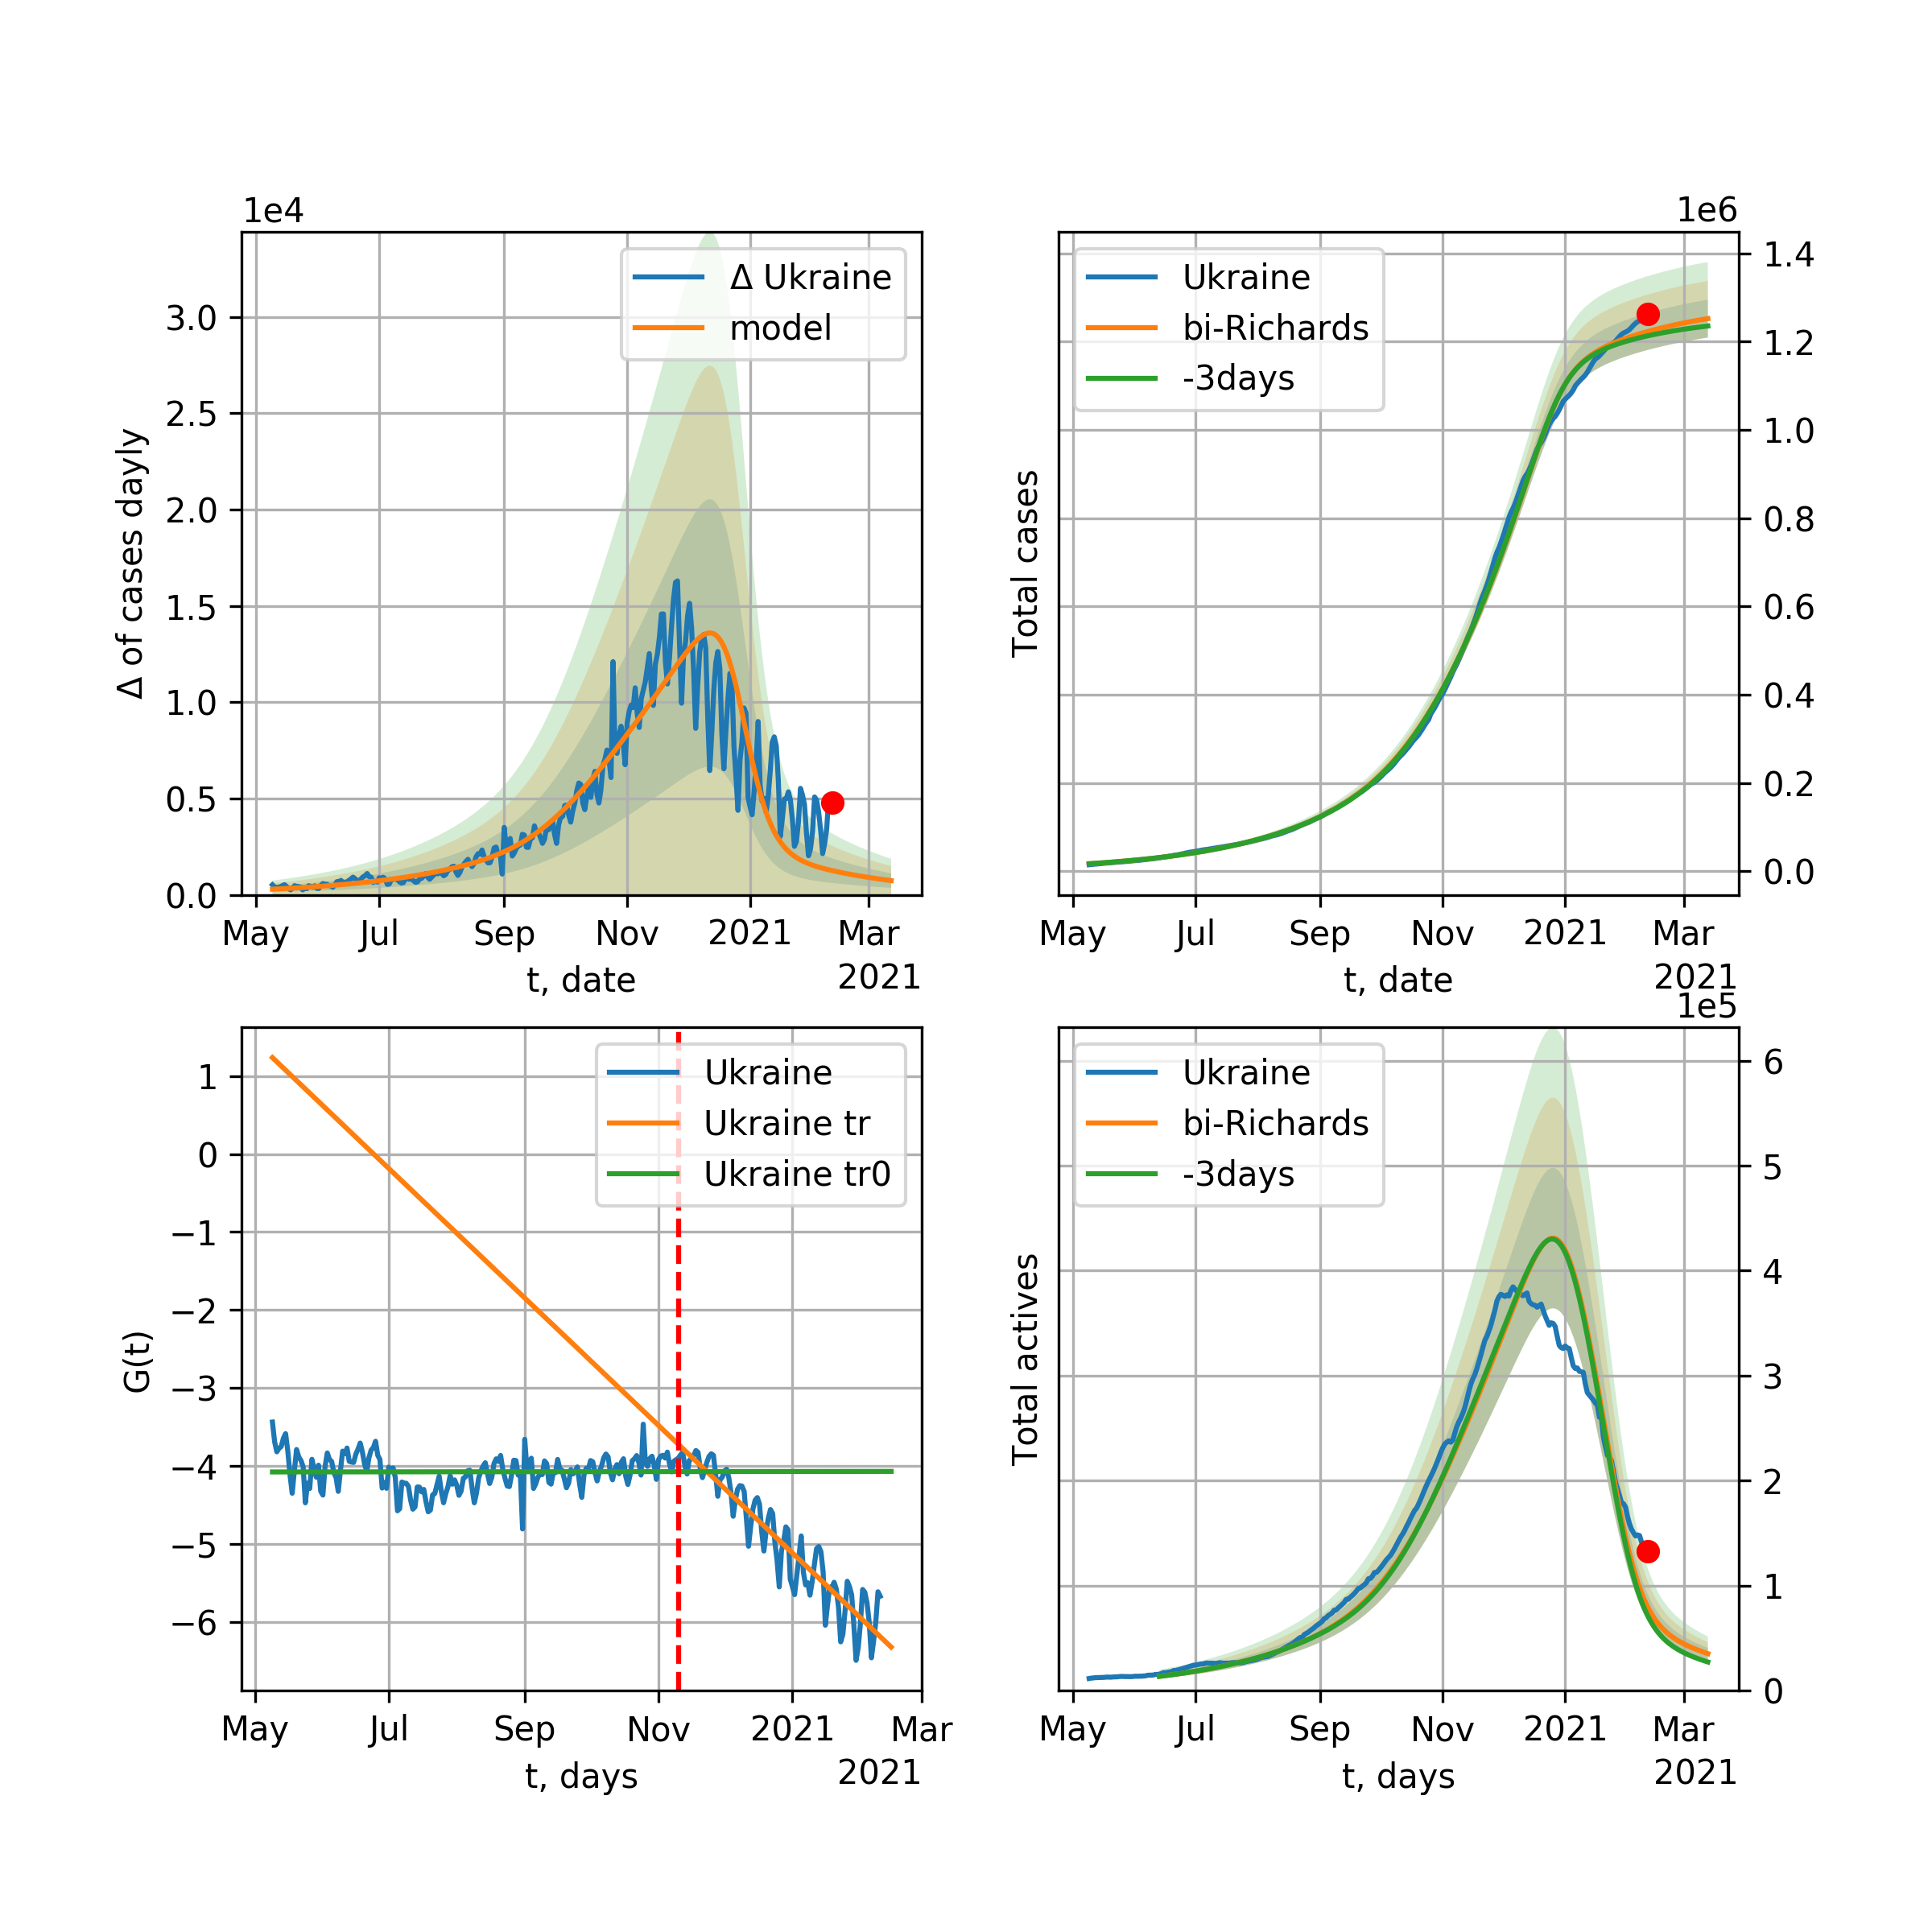 1e4
Δ of cases dayly
3.0
2.5
2.0
1.5
1.0
0.5
0.0
Δ Ukraine
model
May Jul Sep Nov 2021 Mar
t, date
2021
1e6
Total cases
Ukraine
bi-Richards
-3days
1.4
1.2
1.0
0.8
0.6
0.4
0.2
0.0
May Jul Sep Nov 2021 Mar
t, date
2021
G(t)
1
0
−1
−2
−3
−4
−5
−6
Ukraine
Ukraine tr
Ukraine tr0
May Jul Sep Nov 2021 Mar
t, days
2021
1e5
Total actives
Ukraine
bi-Richards
-3days
6
5
4
3
2
1
0
May Jul Sep Nov 2021 Mar
t, days
2021